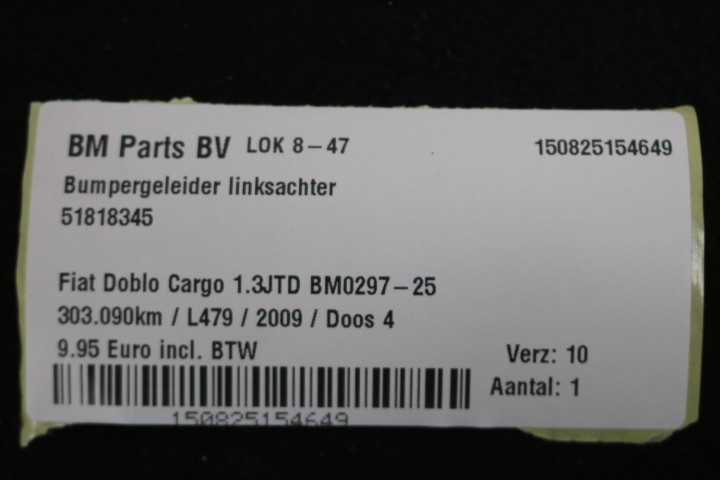 BM Parts BV LOK 8-47 150825154649
Bumpergeleider linksachter
51818345
Fiat Doblo Cargo 1.3JTD BM0297-25
303.090km / L479 / 2009 / Doos 4
9.95 Euro incl. BTW Verz: 10
Aantal: 1
150825154649